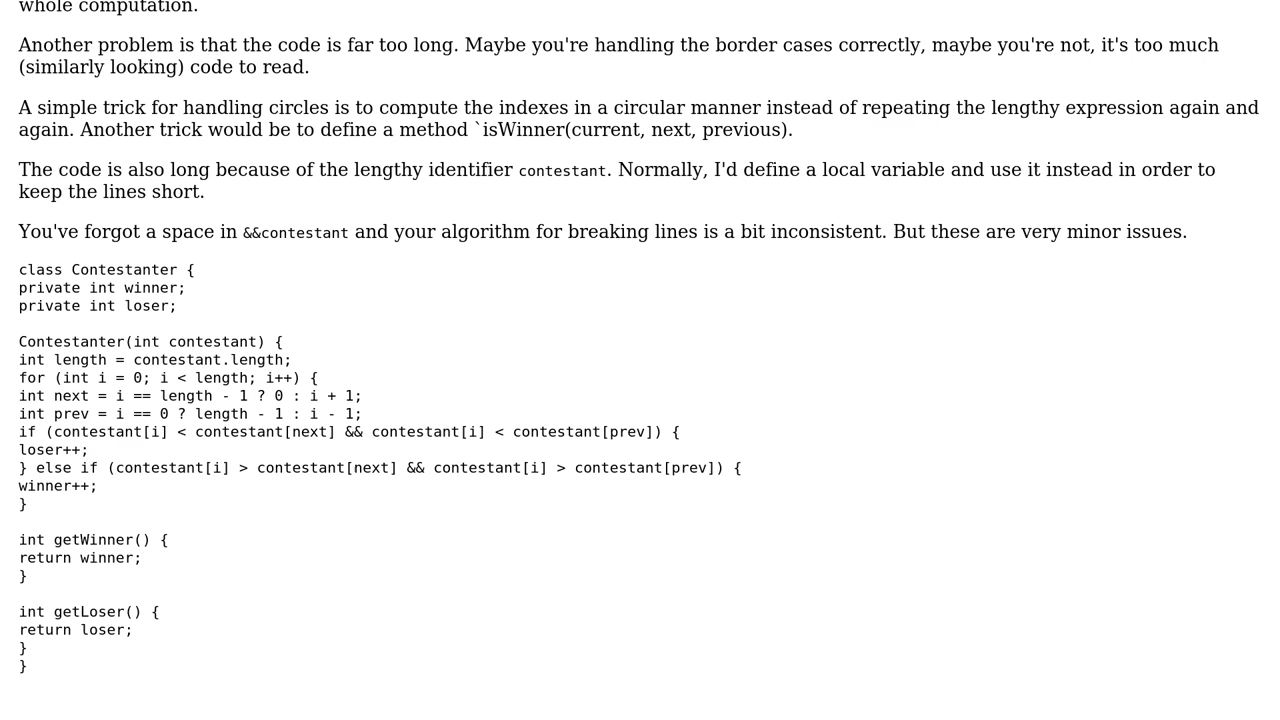 whole computation.
Another problem is that the code is far too long. Maybe you're handling the border cases correctly, maybe you're not, it's too much
(similarly looking) code to read.
A simple trick for handling circles is to compute the indexes in a circular manner instead of repeating the lengthy expression again and
again. Another trick would be to define a method `isWinner(current, next, previous).
The code is also long because of the lengthy identifier contestant. Normally, I'd define a local variable and use it instead in order to
keep the lines short.
You've forgot a space in &&contestant and your algorithm for breaking lines is a bit inconsistent. But these are very minor issues.
class Contestanter {
private int winner;
private int loser;
Contestanter(int contestant) {
int length = contestant.length;
for (int i = 0; i < length; i++) {
int next = i == length - 1 ? 0 : i + 1;
int prev = i == 0 ? length - 1 : i - 1;
if (contestant[i] < contestant[next] && contestant[i] < contestant[prev]) {
loser++;
} else if (contestant[i] > contestant[next] && contestant[i] > contestant[prev]) {
winner++;
}
int getWinner() {
return winner;
}
int getLoser() {
return loser;
}
}